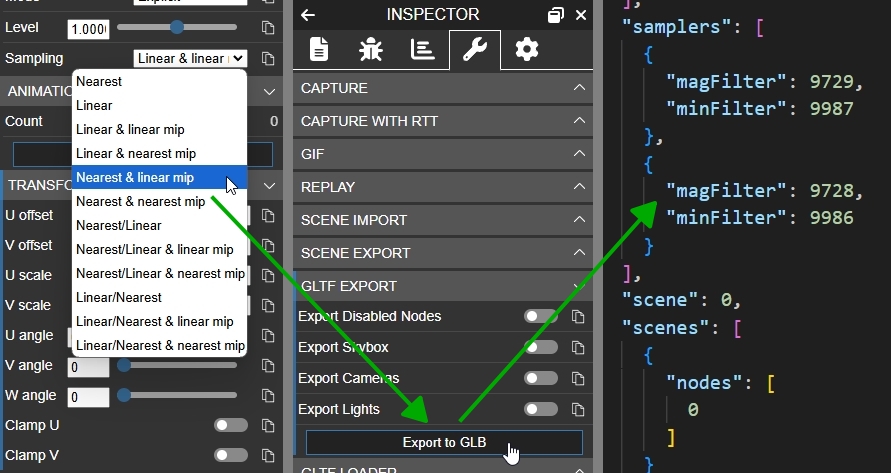 Level 1.000
Sampling Linear & linear
Nearest
Linear
Linear & linear mip
Linear & nearest mip
Nearest & linear mip
Nearest & nearest mip
Nearest/Linear
Nearest/Linear & linear mip
Nearest/Linear & nearest mip
Linear/Nearest
Linear/Nearest & linear mip
Linear/Nearest & nearest mip
Count 0
U offset
V offset
U scale
V scale
U angle
V angle 0
W angle 0
Clamp U
Clamp V
INSPECTOR
CAPTURE
CAPTURE WITH RTT
GIF
REPLAY
SCENE IMPORT
SCENE EXPORT
GLTF EXPORT
Export Disabled Nodes
Export Skybox
Export Cameras
Export Lights
Export to GLB
GLTF LOADER
],
"samplers": [
{
"magFilter": 9729,
"minFilter": 9987
},
{
"magFilter": 9728,
"minFilter": 9986
}
],
"scene": 0,
"scenes": [
{
"nodes": [
0
]
}